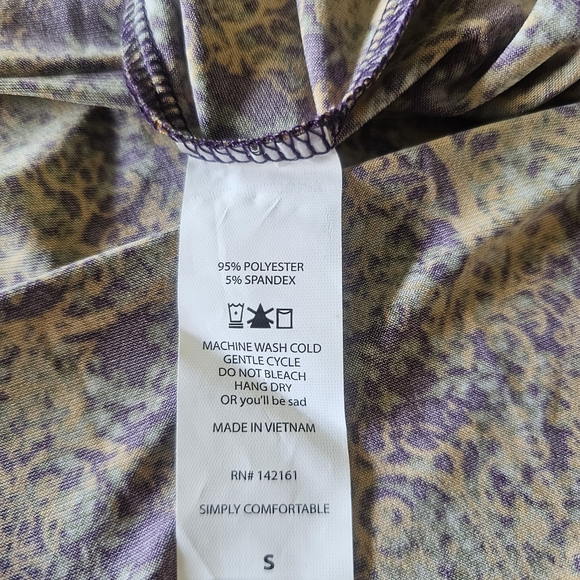 95% POLYESTER
5% SPANDEX
MACHINE WASH COLD
GENTLE CYCLE
DO NOT BLEACH
HANG DRY
OR you'll be sad
MADE IN VIETNAM
RN# 142161
SIMPLY COMFORTABLE
S